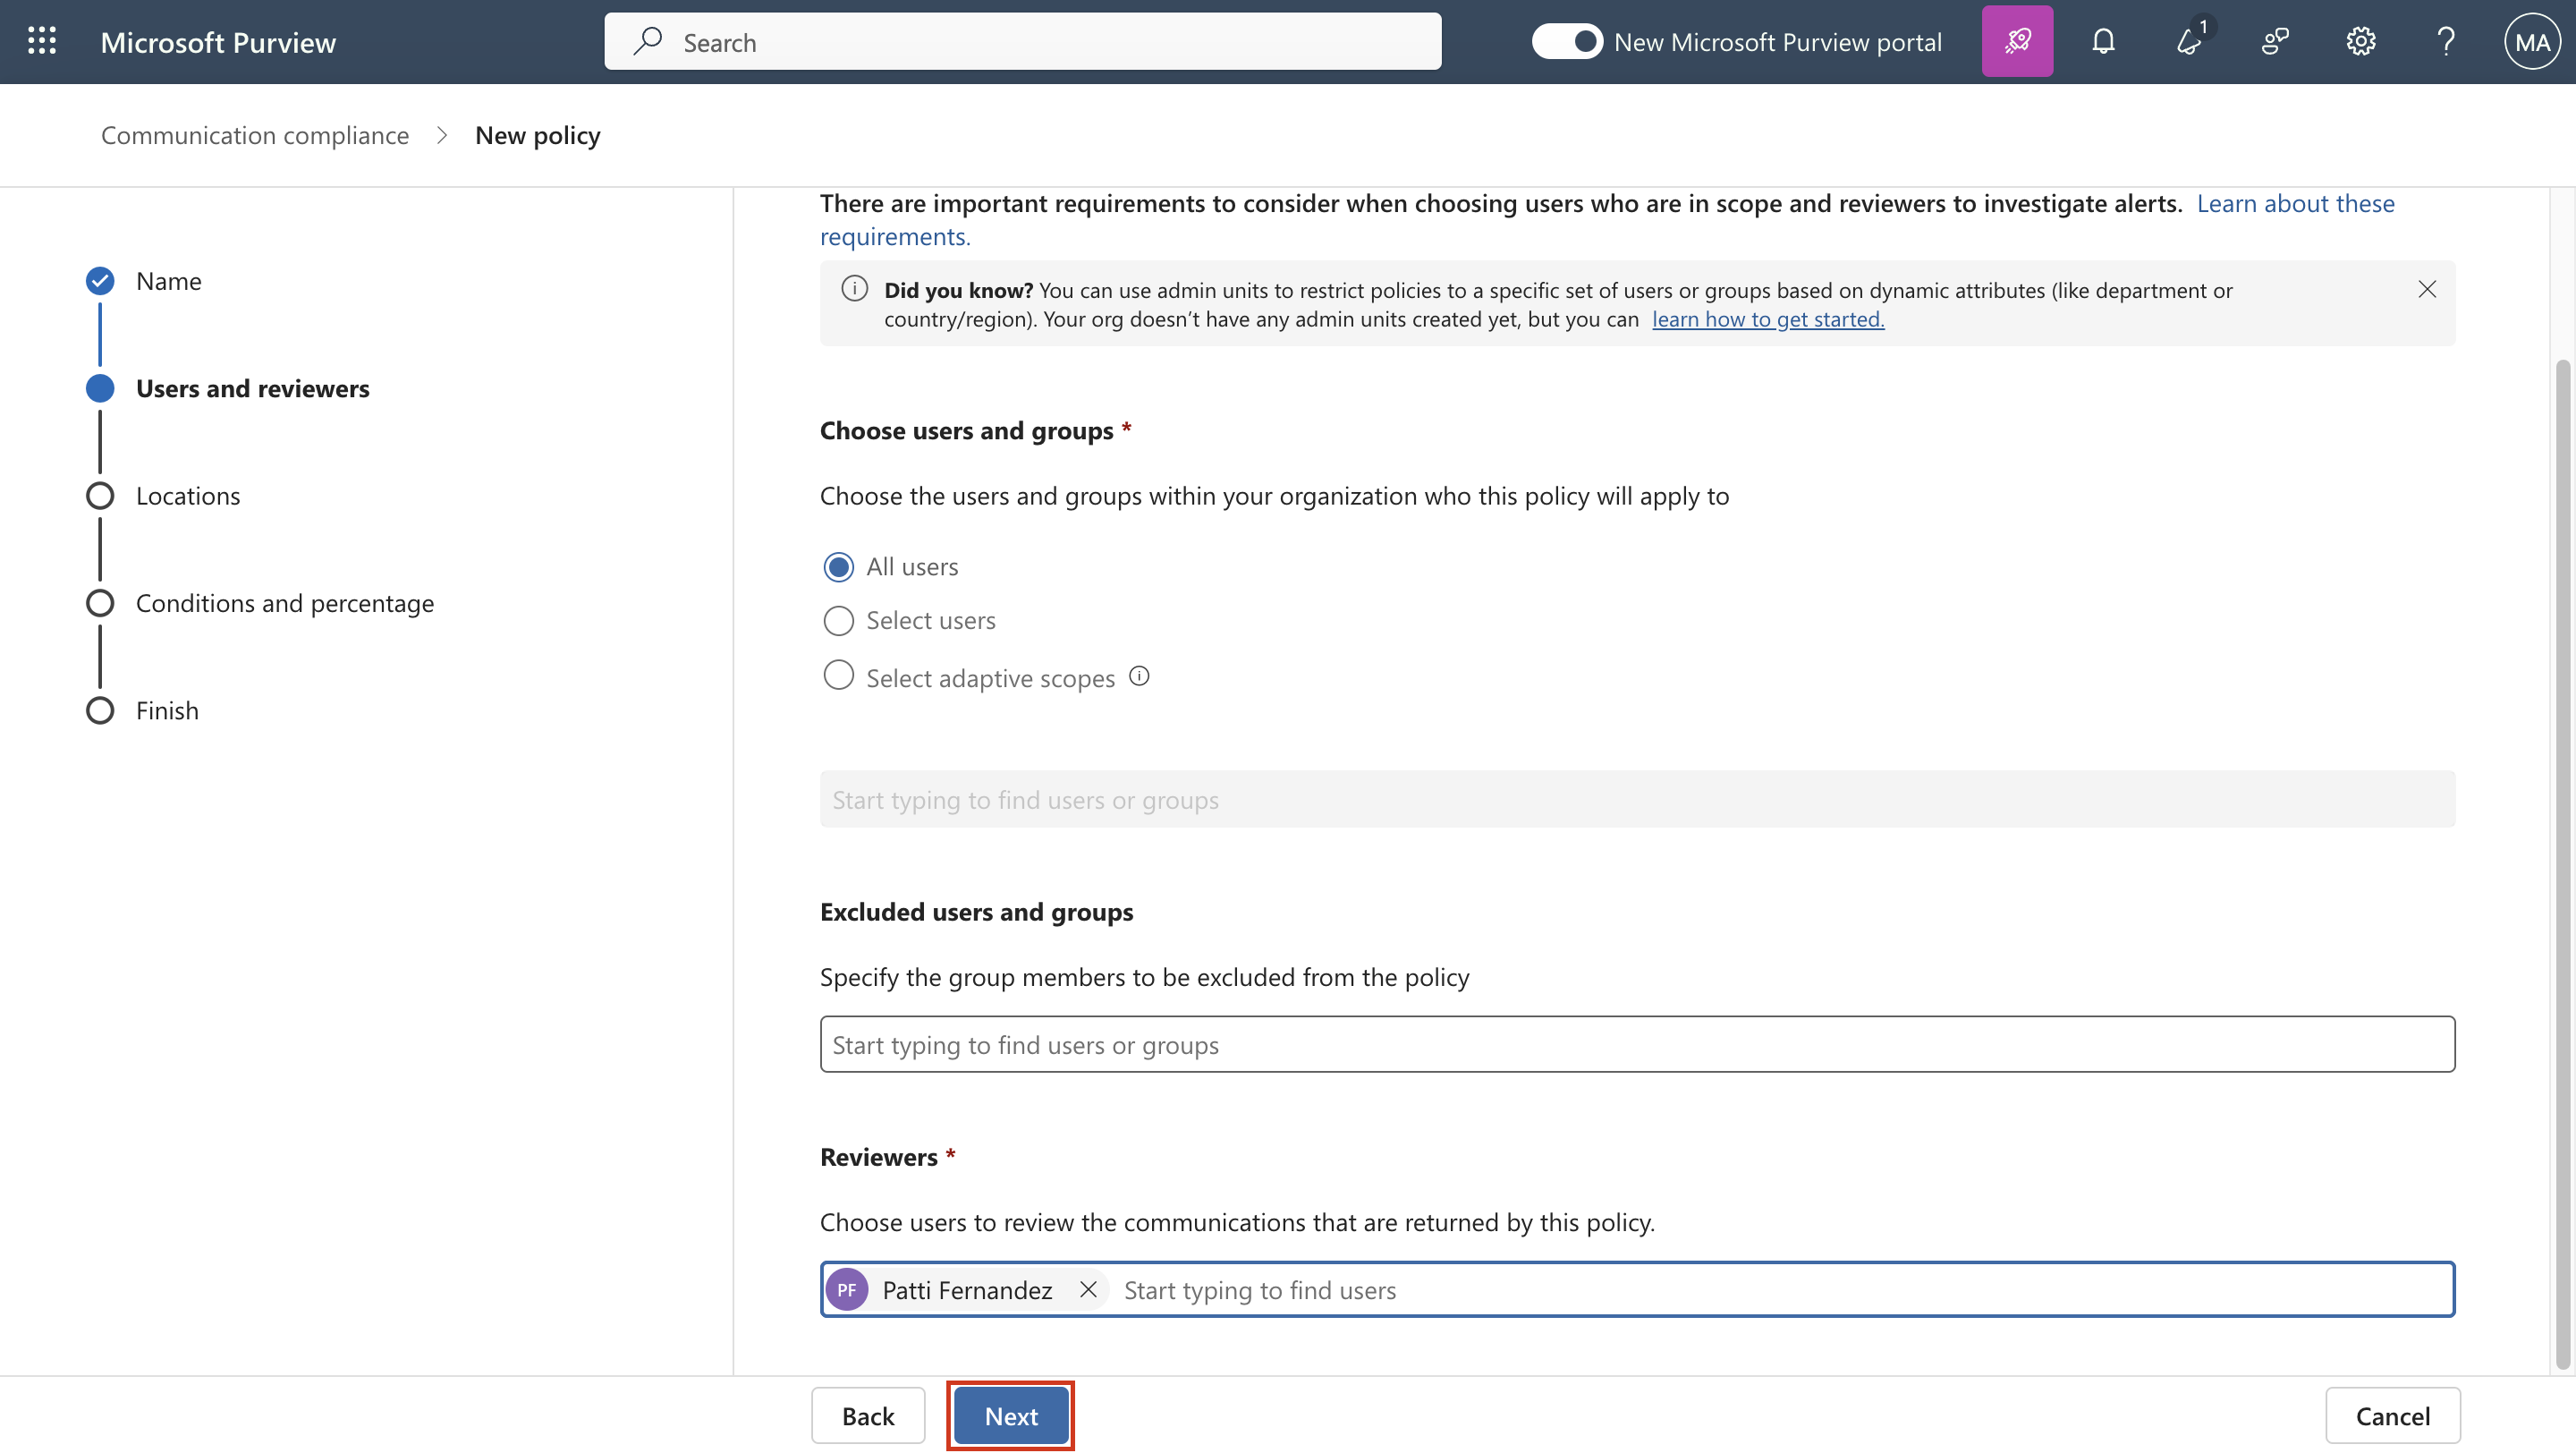 Microsoft Purview
Search
New Microsoft Purview portal
1
MA
Communication compliance
New policy
Name
Users and reviewers
Locations
Conditions and percentage
Finish
There are important requirements to consider when choosing users who are in scope and reviewers to investigate alerts. Learn about these
requirements.
Did you know? You can use admin units to restrict policies to a specific set of users or groups based on dynamic attributes (like department or
country/region). Your org doesn’t have any admin units created yet, but you can learn how to get started.
Choose users and groups *
Choose the users and groups within your organization who this policy will apply to
All users
Select users
Select adaptive scopes
Start typing to find users or groups
Excluded users and groups
Specify the group members to be excluded from the policy
Start typing to find users or groups
Reviewers *
Choose users to review the communications that are returned by this policy.
PF Patti Fernandez Start typing to find users
Back
Next
Cancel